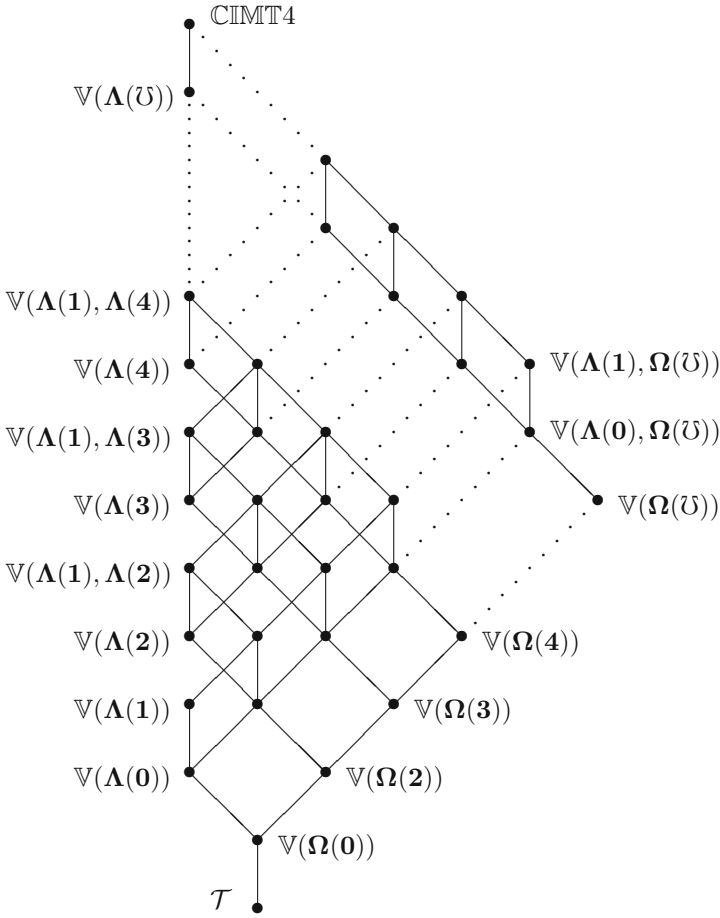 ℂ𝕀𝕄𝕋4
𝕍(Λ(℧))
𝕍(Λ(1), Λ(4))
𝕍(Λ(4))
𝕍(Λ(1), Ω(℧))
𝕍(Λ(1), Λ(3))
𝕍(Λ(0), Ω(℧))
𝕍(Λ(3))
𝕍(Ω(℧))
𝕍(Λ(1), Λ(2))
𝕍(Λ(2))
𝕍(Ω(4))
𝕍(Λ(1))
𝕍(Ω(3))
𝕍(Λ(0))
𝕍(Ω(2))
𝕍(Ω(0))
𝒯